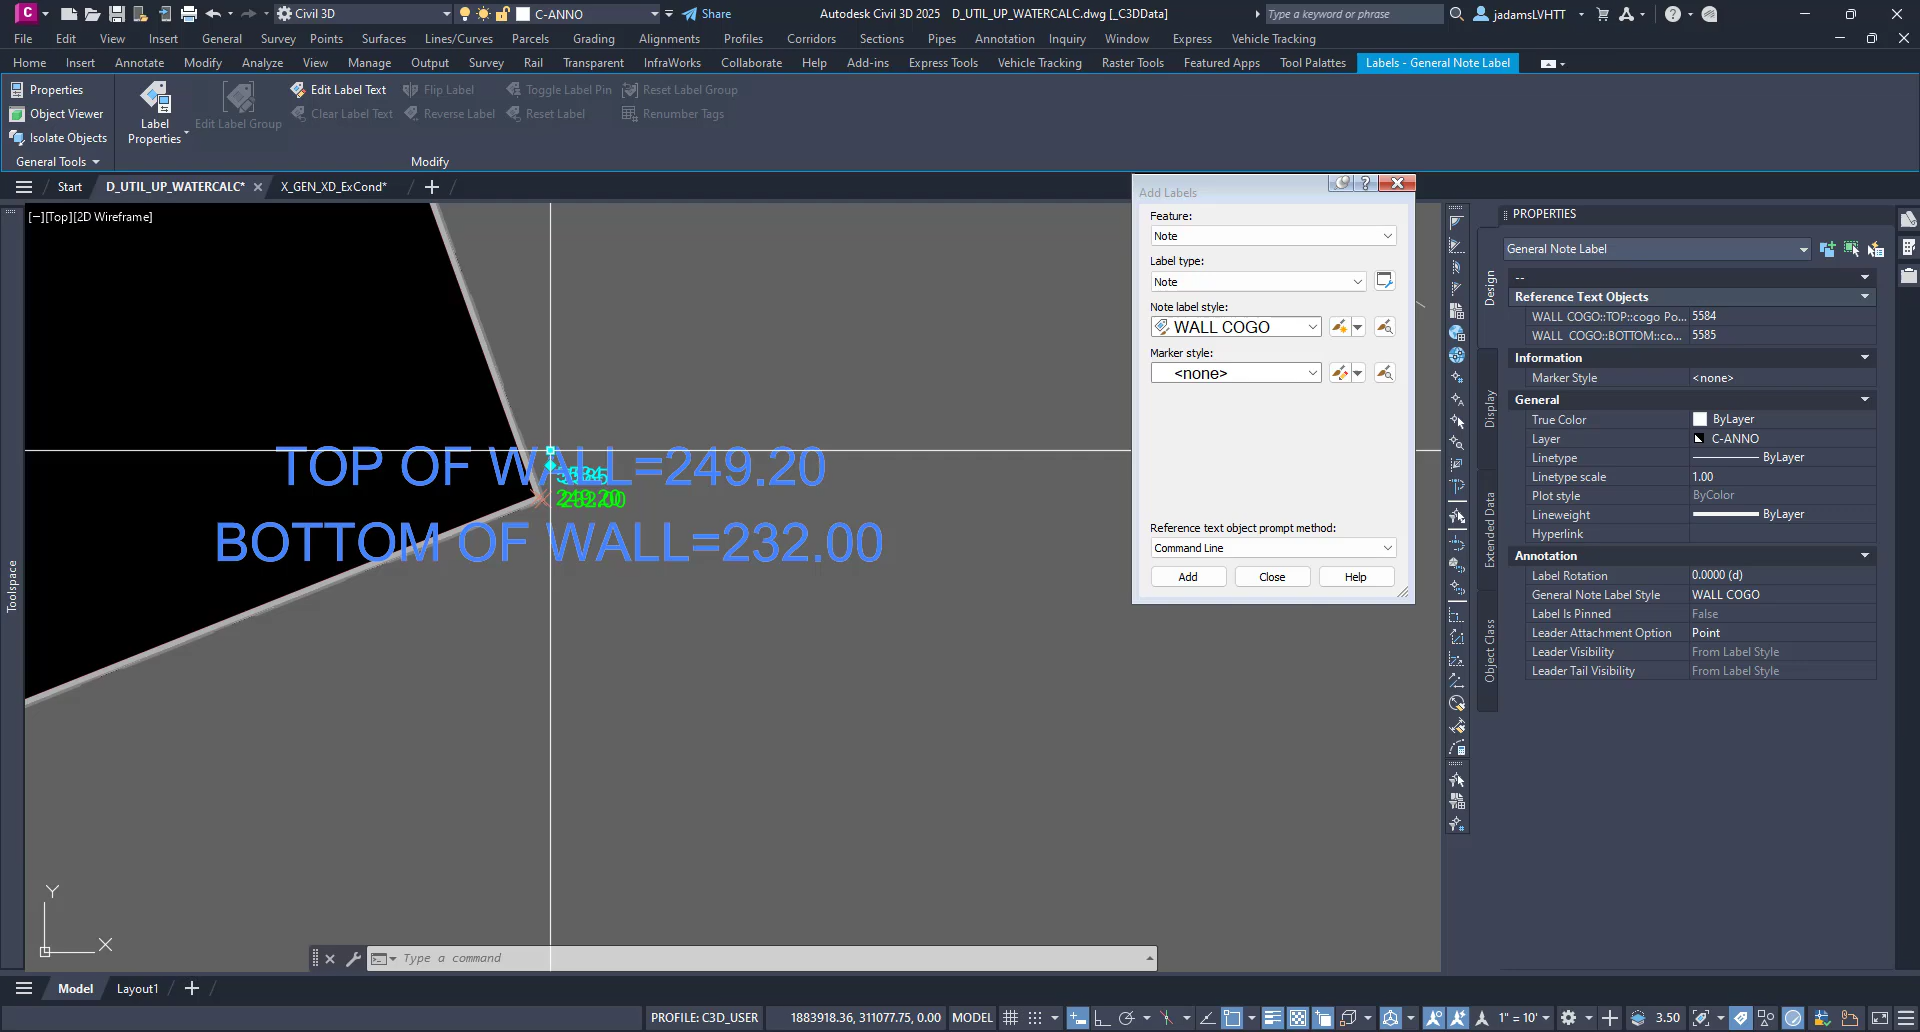 C Civil 3D C-ANNO Share Autodesk Civil 3D 2025 D_UTIL_UP_WATERCALC.dwg [_C3DData] Type a keyword or phrase jadamsLVHTT
File Edit View Insert General Survey Points Surfaces Lines/Curves Parcels Grading Alignments Profiles Corridors Sections Pipes Annotation Inquiry Window Express Vehicle Tracking
Home Insert Annotate Modify Analyze View Manage Output Survey Rail Transparent InfraWorks Collaborate Help Add-ins Express Tools Vehicle Tracking Raster Tools Featured Apps Tool Palettes Labels - General Note Label
Properties
Object Viewer
Isolate Objects
General Tools
Label
Properties
Edit Label Group
Edit Label Text Flip Label Toggle Label Pin Reset Label Group
Clear Label Text Reverse Label Reset Label Renumber Tags
Modify
Start D_UTIL_UP_WATERCALC* X_GEN_XD_ExCond*
[−][Top][2D Wireframe]
Toolspace
TOP OF WALL=249.20
BOTTOM OF WALL=232.00
249.20
232.00
Y
X
Add Labels
Feature:
Note
Label type:
Note
Note label style:
WALL COGO
Marker style:
<none>
Reference text object prompt method:
Command Line
Add Close Help
PROPERTIES
General Note Label
Design
Display
Extended Data
Object Class
--
Reference Text Objects
WALL COGO::TOP::cogo Po... 5584
WALL COGO::BOTTOM::co... 5585
Information
Marker Style <none>
General
True Color ByLayer
Layer C-ANNO
Linetype ByLayer
Linetype scale 1.00
Plot style ByColor
Lineweight ByLayer
Hyperlink
Annotation
Label Rotation 0.0000 (d)
General Note Label Style WALL COGO
Label Is Pinned False
Leader Attachment Option Point
Leader Visibility From Label Style
Leader Tail Visibility From Label Style
Type a command
Model Layout1
PROFILE: C3D_USER 1883918.36, 311077.75, 0.00 MODEL 1" = 10' 3.50